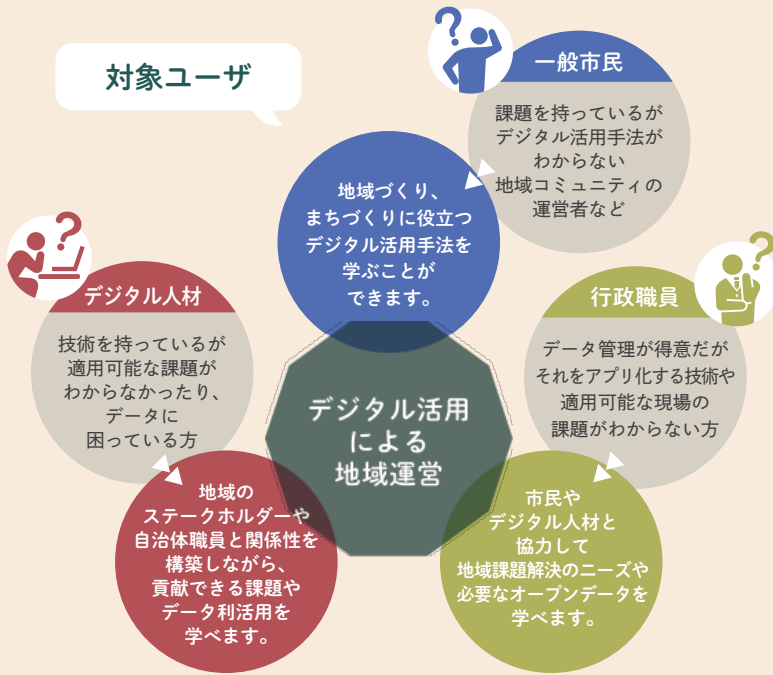 対象ユーザ
一般市民
課題を持っているが
デジタル活用手法が
わからない
地域コミュニティの
運営者など
地域づくり、
まちづくりに役立つ
デジタル活用手法を
学ぶことが
できます。
デジタル人材
技術を持っているが
適用可能な課題が
わからなかったり、
データに
困っている方
地域の
ステークホルダーや
自治体職員と関係性を
構築しながら、
貢献できる課題や
データ利活用を
学べます。
行政職員
データ管理が得意だが
それをアプリ化する技術や
適用可能な現場の
課題がわからない方
市民や
デジタル人材と
協力して
地域課題解決のニーズや
必要なオープンデータを
学べます。
デジタル活用
による
地域運営